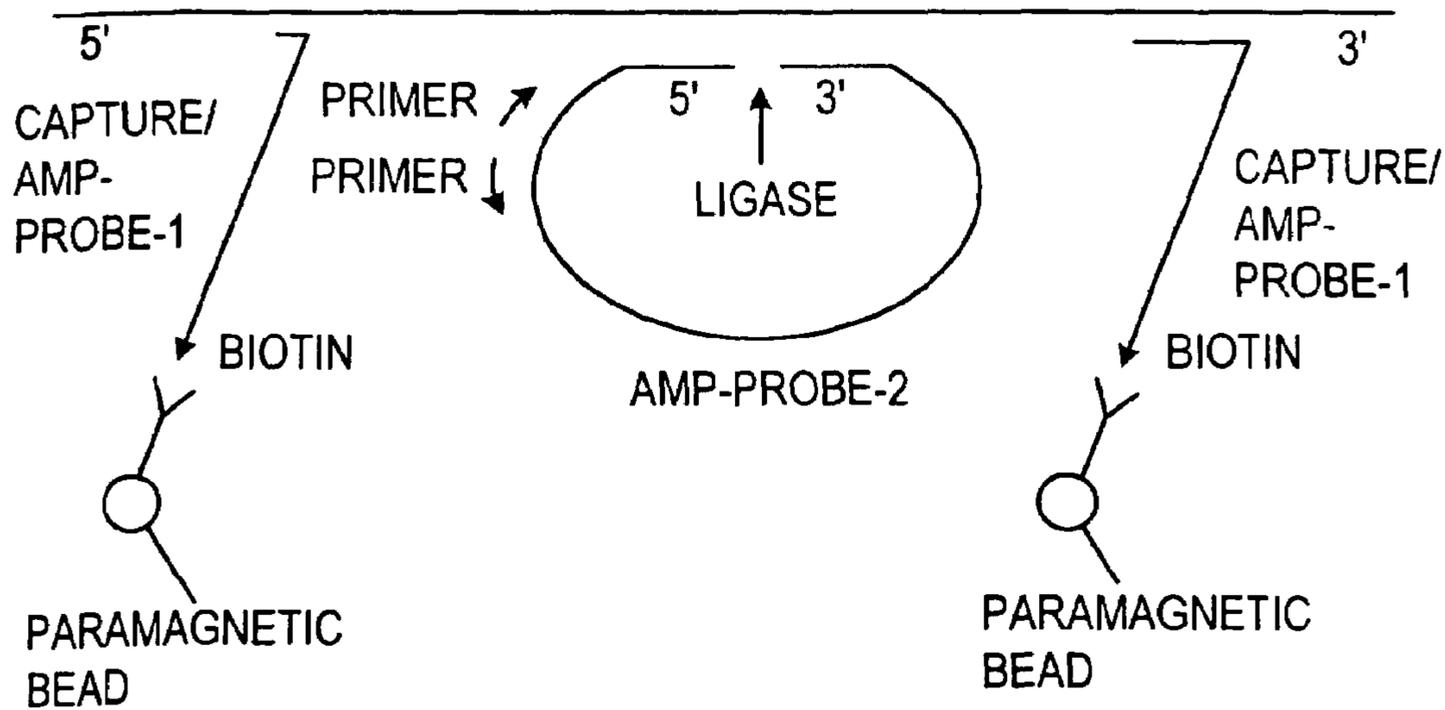 5'
3'
CAPTURE/
AMP-
PROBE-1
PRIMER
PRIMER
5'
3'
LIGASE
CAPTURE/
AMP-
PROBE-1
BIOTIN
AMP-PROBE-2
BIOTIN
PARAMAGNETIC
BEAD
PARAMAGNETIC
BEAD